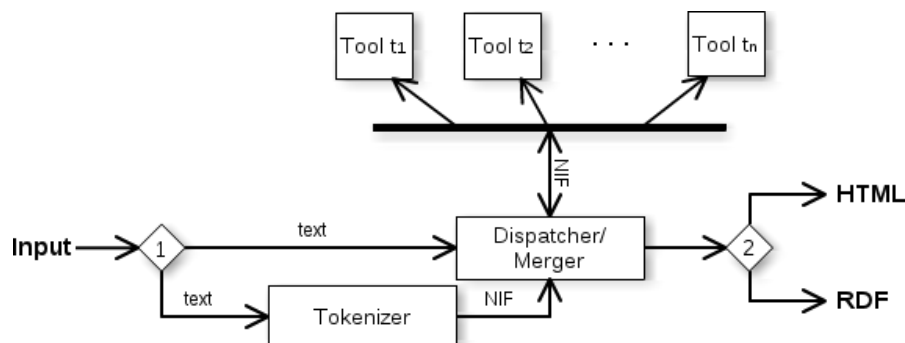 Tool t1
Tool t2
. . .
Tool tn
NIF
HTML
text
Input
1
Dispatcher/
Merger
2
text
NIF
Tokenizer
RDF